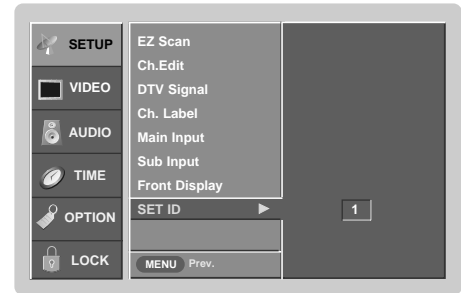 SETUP
VIDEO
AUDIO
TIME
OPTION
LOCK
EZ Scan
Ch.Edit
DTV Signal
Ch. Label
Main Input
Sub Input
Front Display
SET ID ▶ 1
MENU Prev.